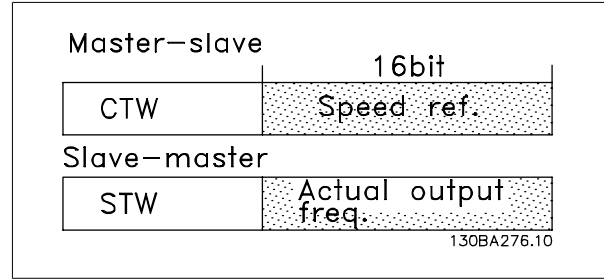 Master-slave
16bit
CTW
Speed ref.
Slave-master
STW
Actual output
freq.
130BA276.10